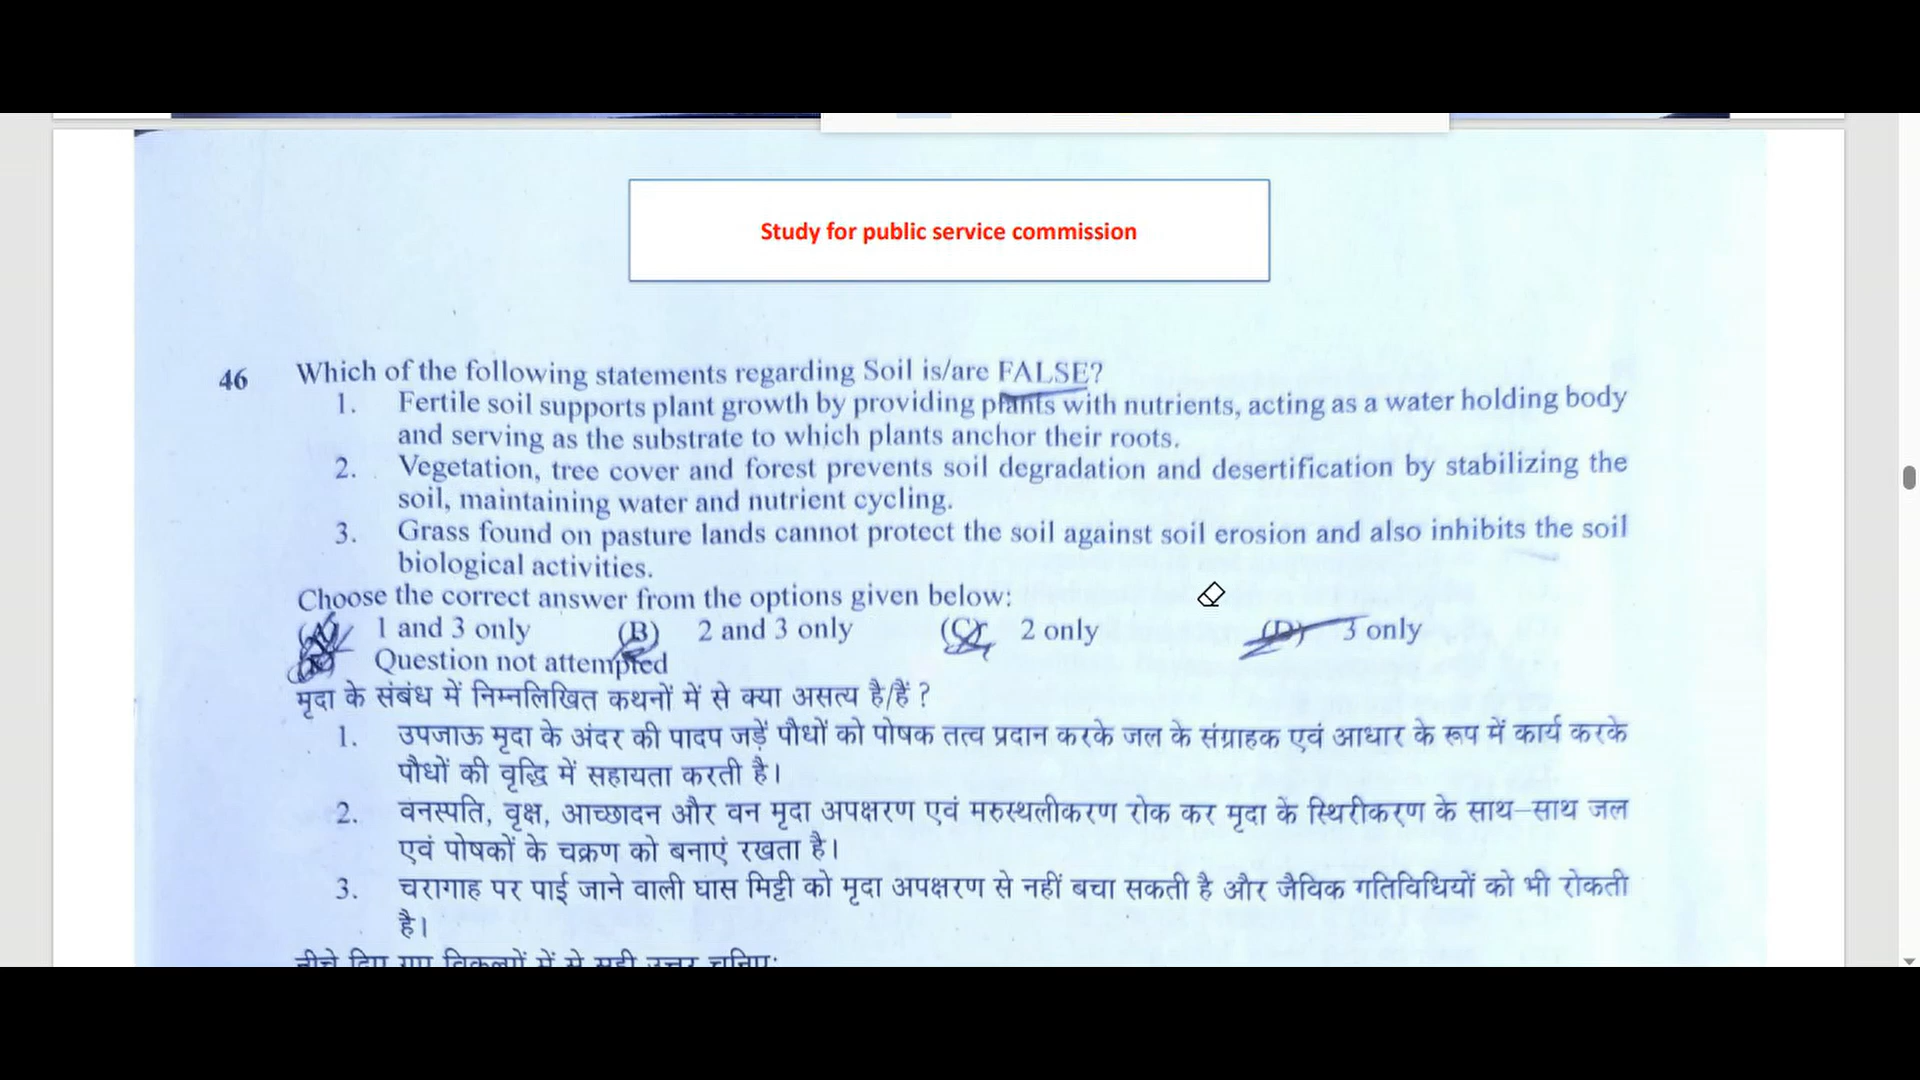 Study for public service commission
46 Which of the following statements regarding Soil is/are FALSE?
1. Fertile soil supports plant growth by providing plants with nutrients, acting as a water holding body
and serving as the substrate to which plants anchor their roots.
2. Vegetation, tree cover and forest prevents soil degradation and desertification by stabilizing the
soil, maintaining water and nutrient cycling.
3. Grass found on pasture lands cannot protect the soil against soil erosion and also inhibits the soil
biological activities.
Choose the correct answer from the options given below:
(A) 1 and 3 only (B) 2 and 3 only (C) 2 only (D) 3 only
Question not attempted
मृदा के संबंध में निम्नलिखित कथनों में से क्या असत्य है/हैं ?
1. उपजाऊ मृदा के अंदर की पादप जड़ें पौधों को पोषक तत्व प्रदान करके जल के संग्राहक एवं आधार के रूप में कार्य करके
पौधों की वृद्धि में सहायता करती है।
2. वनस्पति, वृक्ष, आच्छादन और वन मृदा अपक्षरण एवं मरुस्थलीकरण रोक कर मृदा के स्थिरीकरण के साथ-साथ जल
एवं पोषकों के चक्रण को बनाएं रखता है।
3. चरागाह पर पाई जाने वाली घास मिट्टी को मृदा अपक्षरण से नहीं बचा सकती है और जैविक गतिविधियों को भी रोकती
है।
नीचे दिए गए विकल्पों में से सही उत्तर चुनिए: